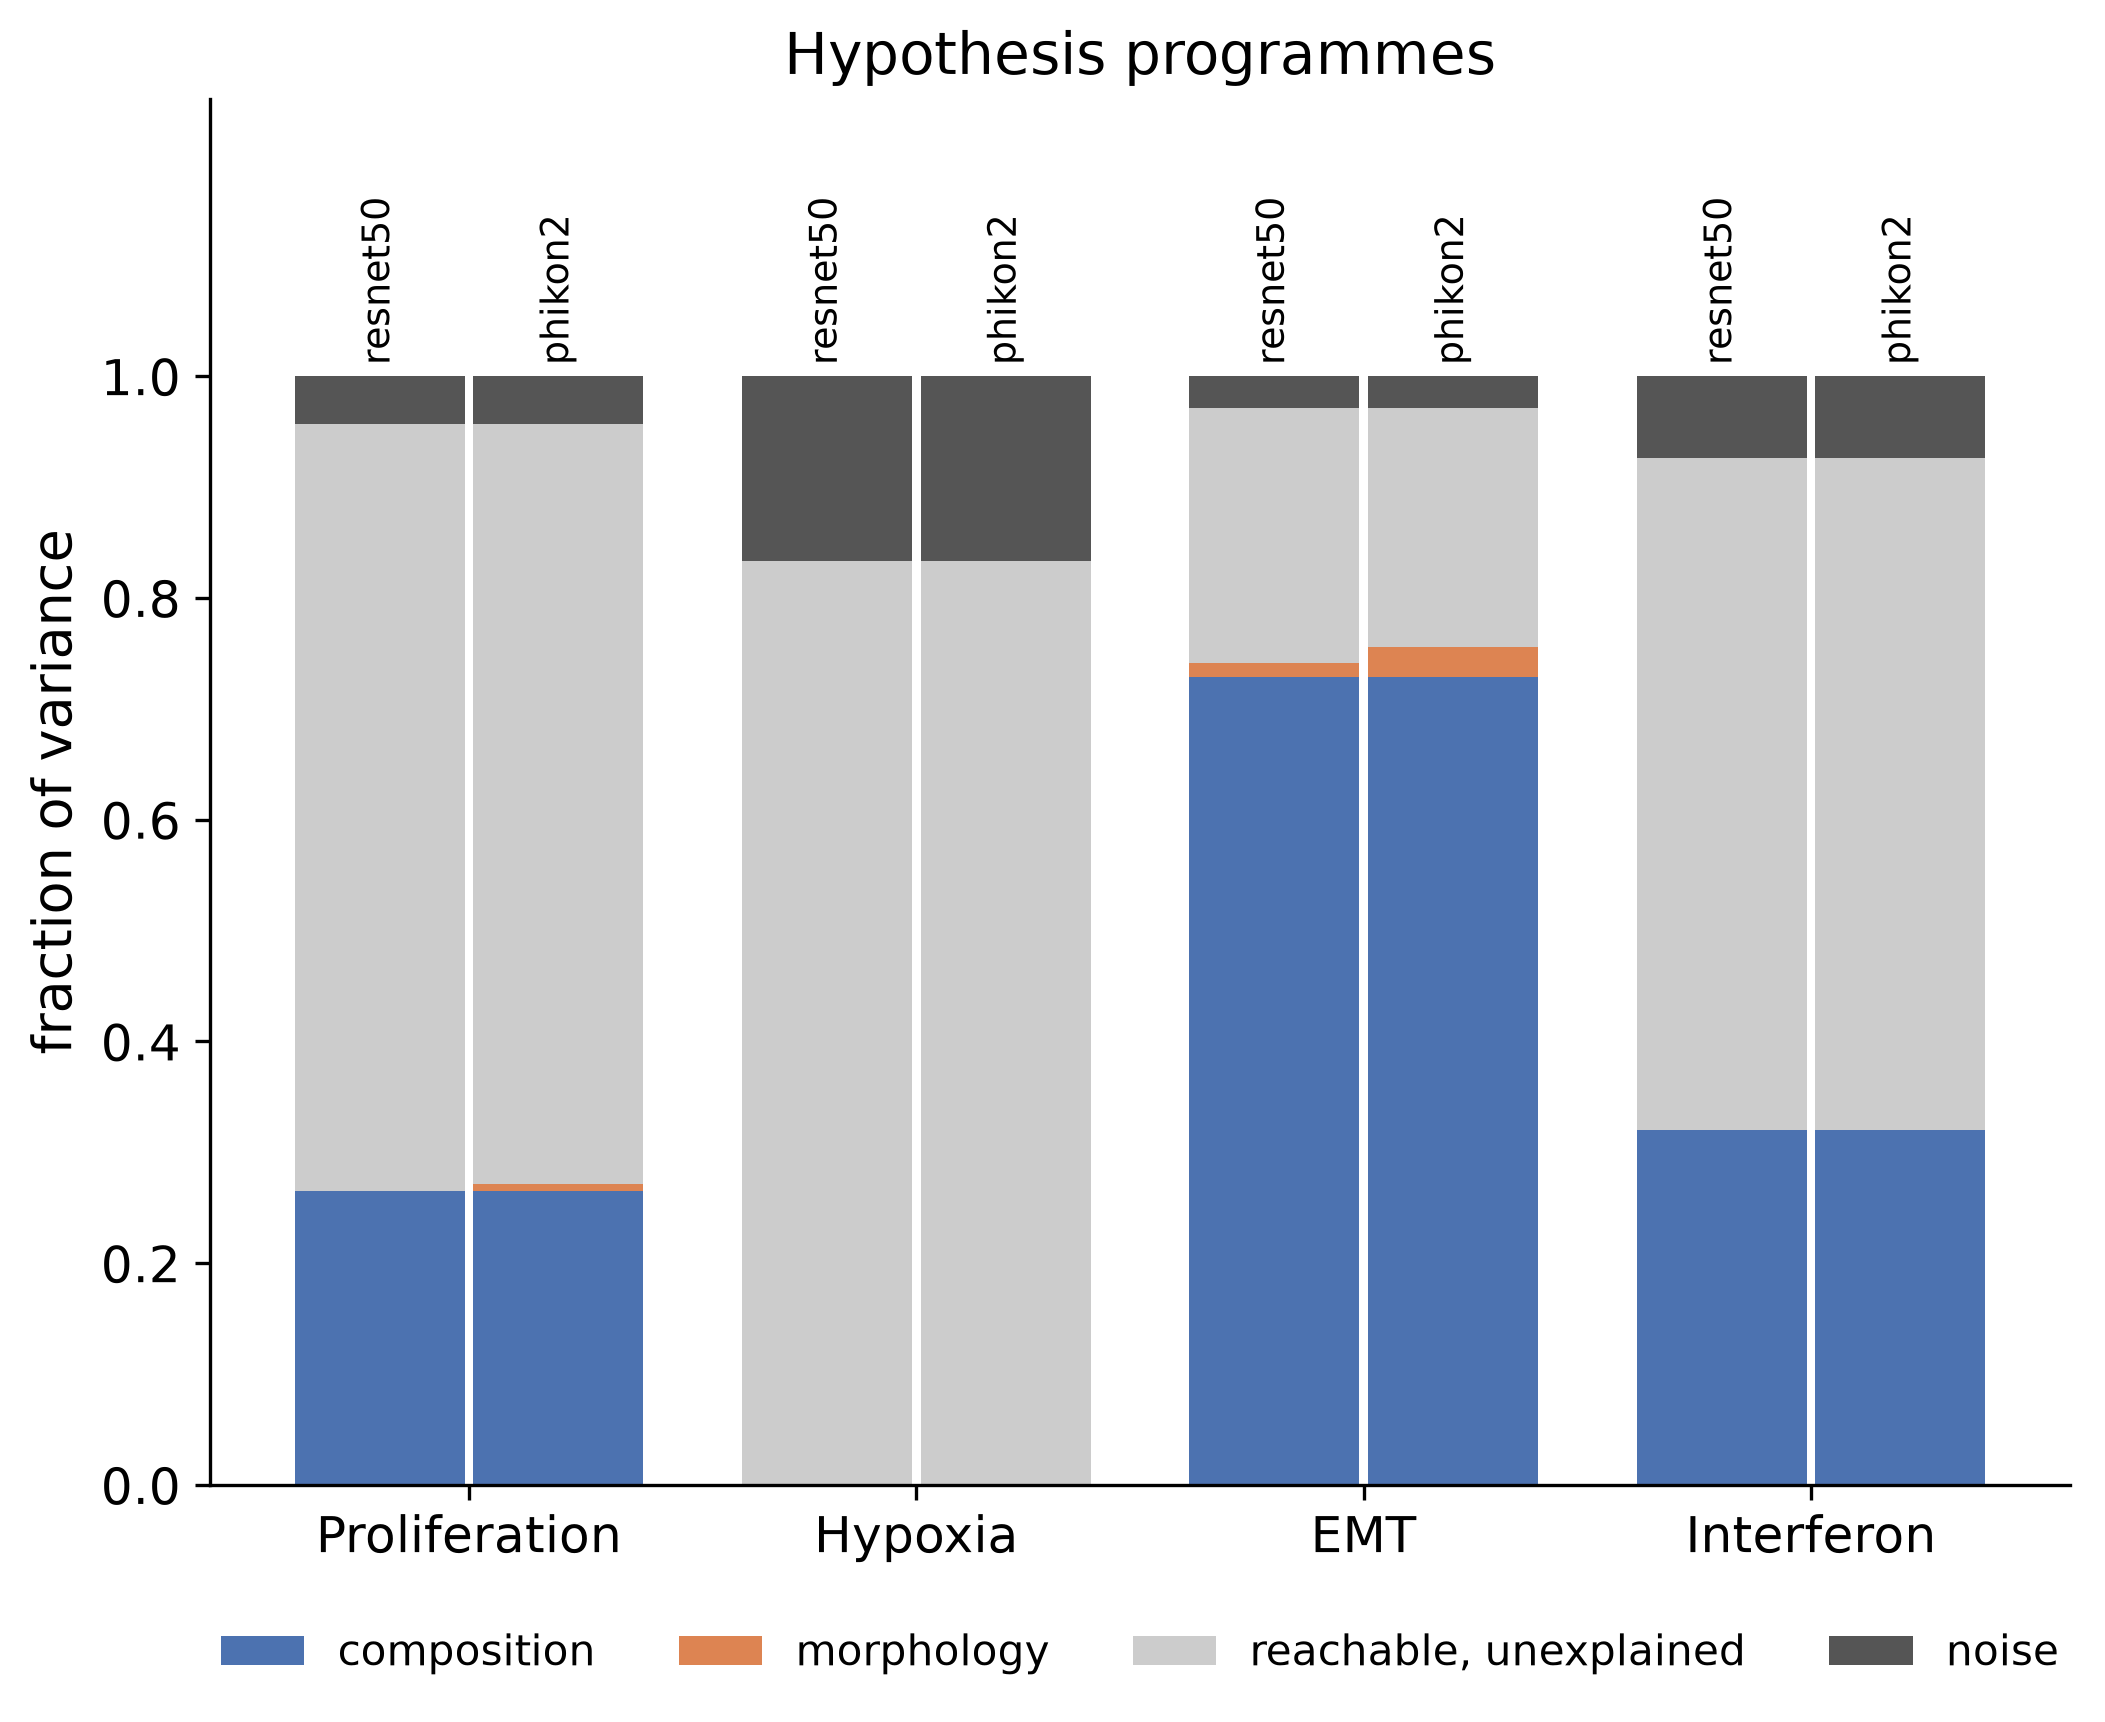 Hypothesis programmes
resnet50
phikon2
resnet50
phikon2
resnet50
phikon2
resnet50
phikon2
fraction of variance
1.0
0.8
0.6
0.4
0.2
0.0
Proliferation
Hypoxia
EMT
Interferon
composition
morphology
reachable, unexplained
noise